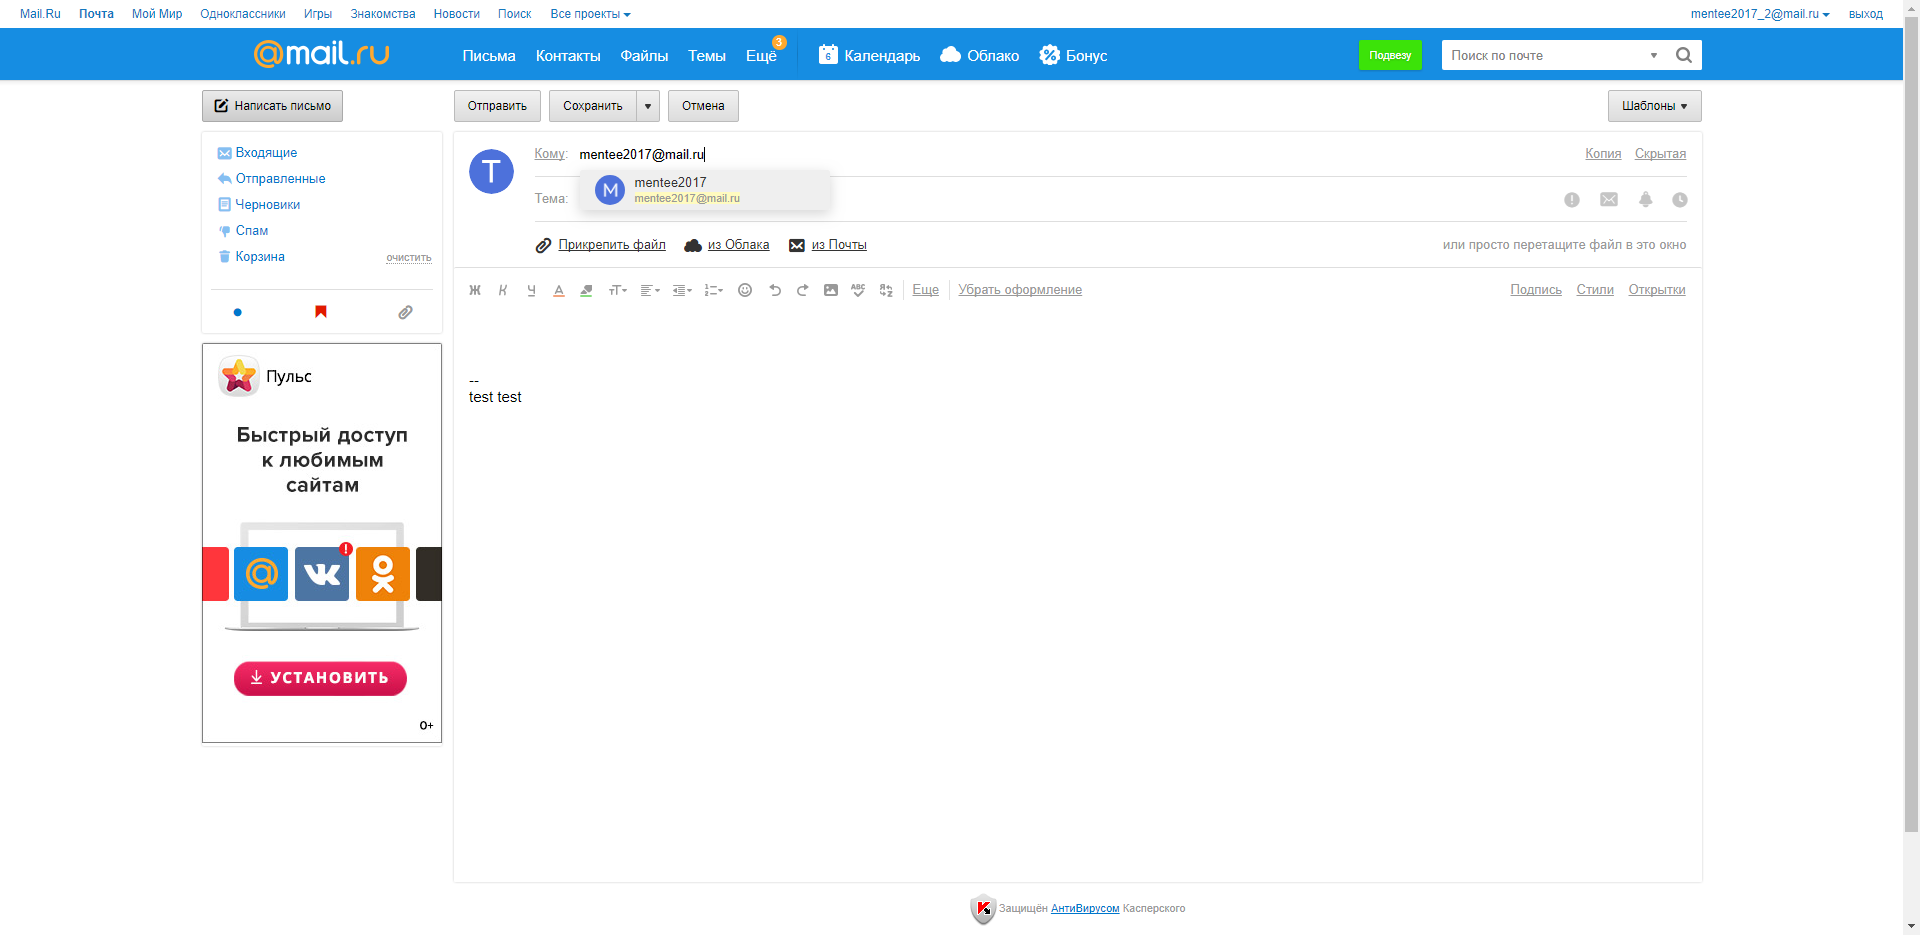 Mail.Ru Почта Мой Мир Одноклассники Игры Знакомства Новости Поиск Все проекты mentee2017_2@mail.ru выход
@mail.ru Письма Контакты Файлы Темы Ещё 3 6 Календарь Облако Бонус Подвезу Поиск по почте
Написать письмо Отправить Сохранить Отмена Шаблоны
Входящие
Отправленные
Черновики
Спам
Корзина очистить
Пульс
Быстрый доступ
к любимым
сайтам
УСТАНОВИТЬ
0+
T
Кому: mentee2017@mail.ru Копия Скрытая
M mentee2017
mentee2017@mail.ru
Тема:
Прикрепить файл из Облака из Почты или просто перетащите файл в это окно
Ж К Ч А тТ ABC Еще Убрать оформление Подпись Стили Открытки
--
test test
Защищён АнтиВирусом Касперского